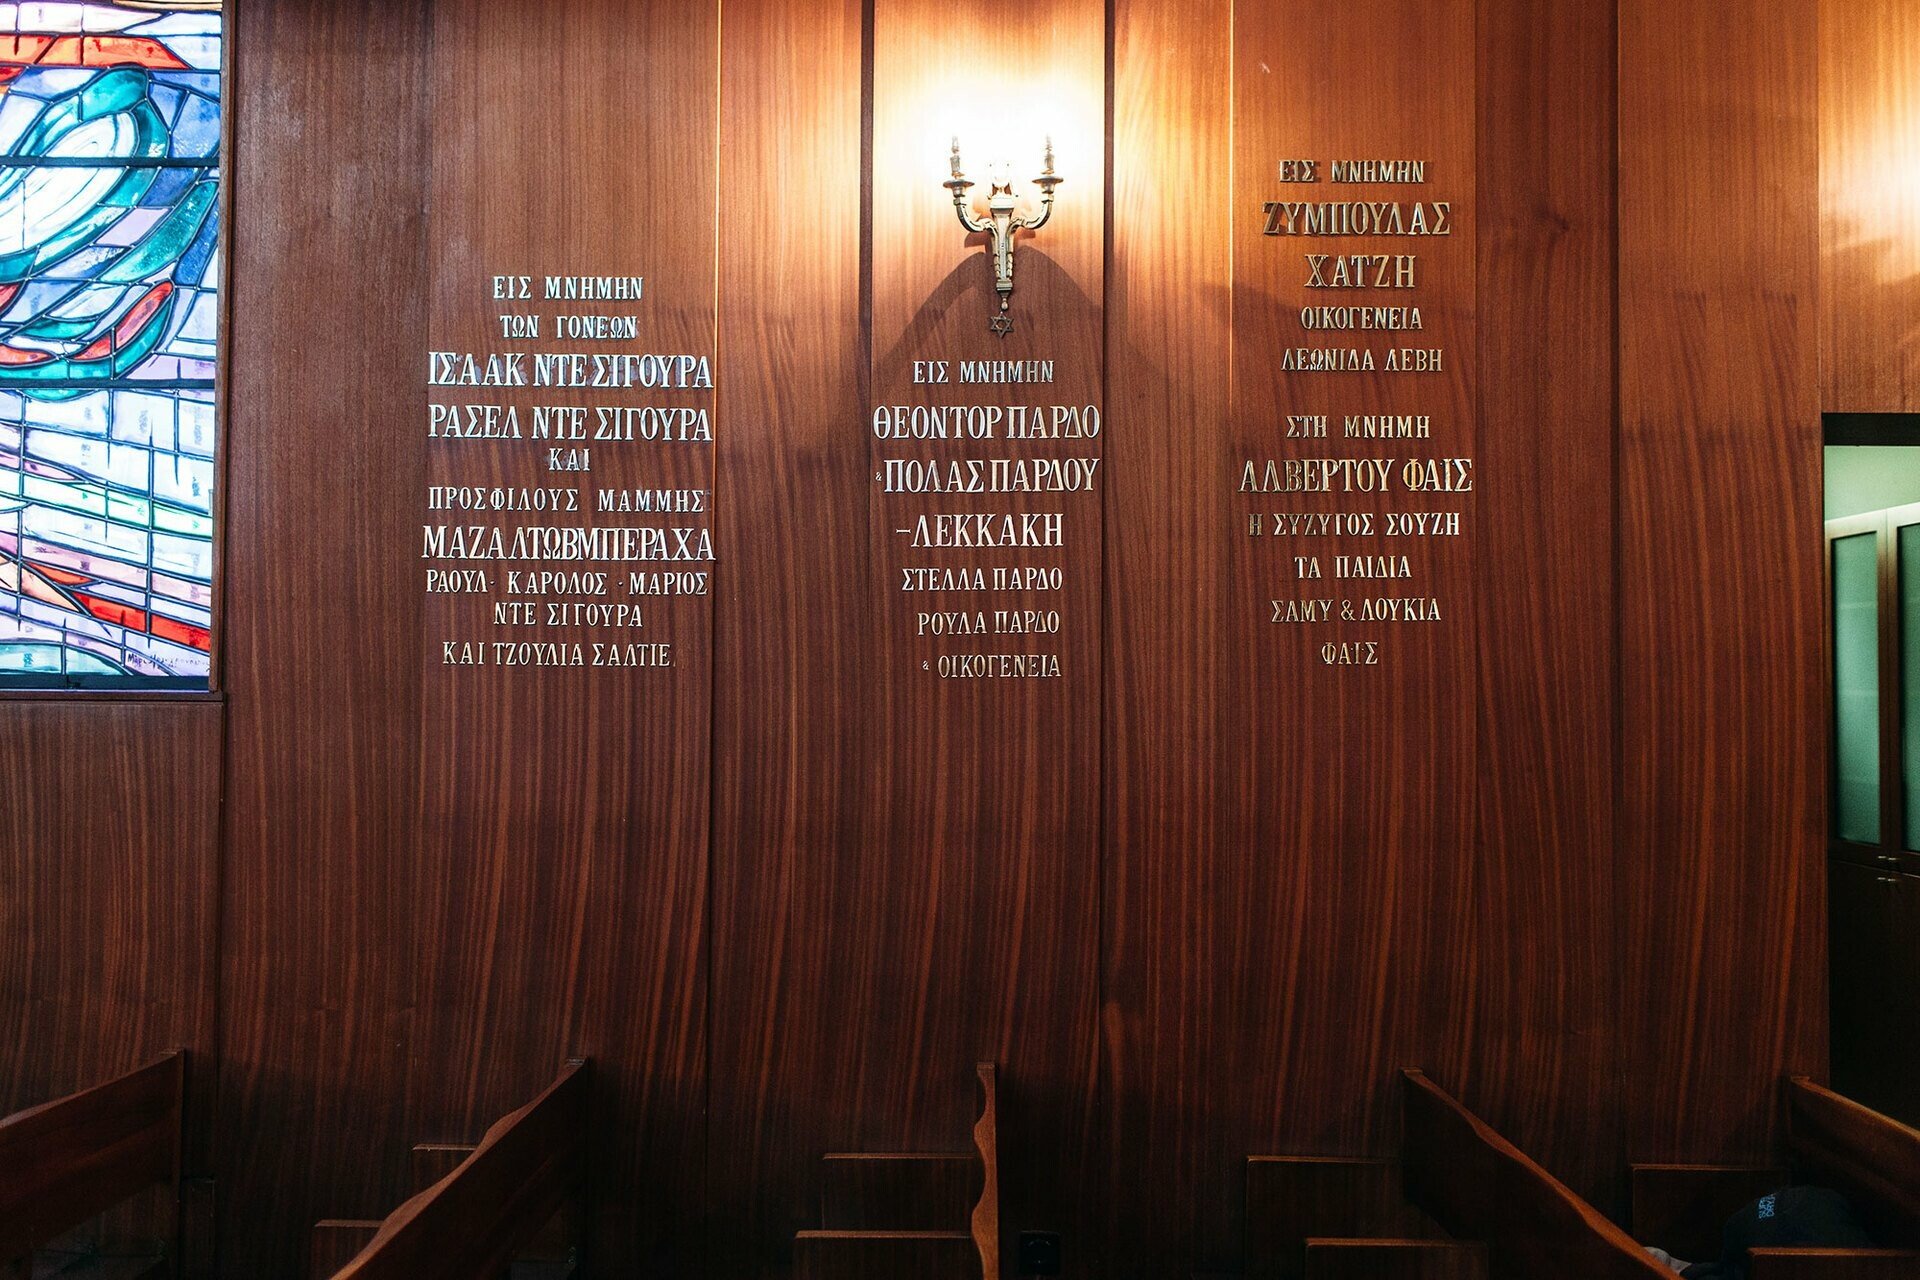 ΕΙΣ ΜΝΗΜΗΝ
ΤΩΝ ΓΟΝΕΩΝ
ΙΣΑΑΚ ΝΤΕ ΣΙΓΟΥΡΑ
ΡΑΣΕΛ ΝΤΕ ΣΙΓΟΥΡΑ
ΚΑΙ
ΠΡΟΣΦΙΛΟΥΣ ΜΑΜΜΗΣ
ΜΑΖΑΛΤΩΒ ΜΠΕΡΑΧΑ
ΡΑΟΥΛ · ΚΑΡΟΛΟΣ · ΜΑΡΙΟΣ
ΝΤΕ ΣΙΓΟΥΡΑ
ΚΑΙ ΤΖΟΥΛΙΑ ΣΑΛΤΙΕΛ
ΕΙΣ ΜΝΗΜΗΝ
ΘΕΟΝΤΟΡ ΠΑΡΔΟ
& ΠΟΛΑΣ ΠΑΡΔΟΥ
-ΛΕΚΚΑΚΗ
ΣΤΕΛΛΑ ΠΑΡΔΟ
ΡΟΥΛΑ ΠΑΡΔΟ
& ΟΙΚΟΓΕΝΕΙΑ
ΕΙΣ ΜΝΗΜΗΝ
ΖΥΜΠΟΥΛΑΣ
ΧΑΤΖΗ
ΟΙΚΟΓΕΝΕΙΑ
ΛΕΩΝΙΔΑ ΛΕΒΗ
ΣΤΗ ΜΝΗΜΗ
ΑΛΒΕΡΤΟΥ ΦΑΙΣ
Η ΣΥΖΥΓΟΣ ΣΟΥΖΗ
ΤΑ ΠΑΙΔΙΑ
ΣΑΜΥ & ΛΟΥΚΙΑ
ΦΑΙΣ